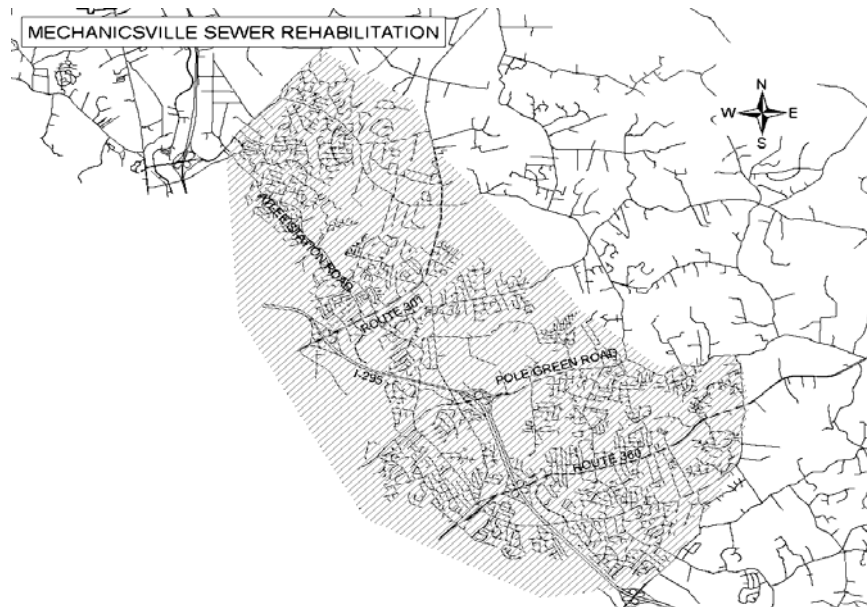 MECHANICSVILLE SEWER REHABILITATION
N
W E
S
ATLEE STATION ROAD
ROUTE 301
I-295
POLE GREEN ROAD
ROUTE 360